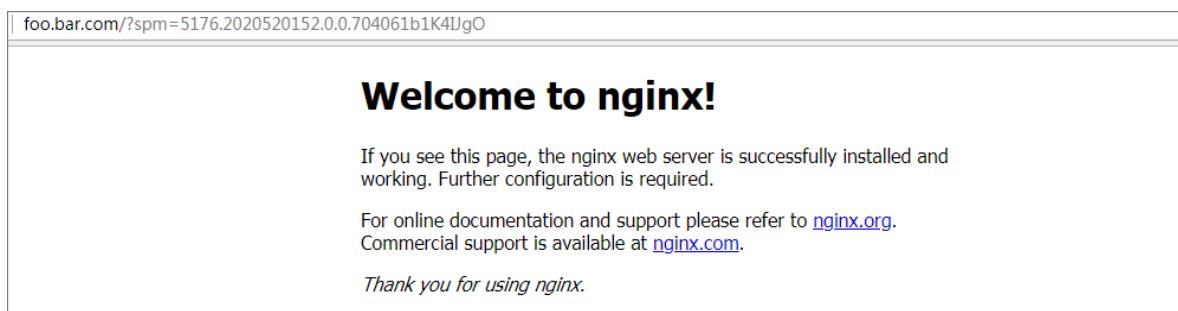 foo.bar.com/?spm=5176.2020520152.0.0.704061b1K4IJgO
Welcome to nginx!
If you see this page, the nginx web server is successfully installed and
working. Further configuration is required.
For online documentation and support please refer to nginx.org.
Commercial support is available at nginx.com.
Thank you for using nginx.